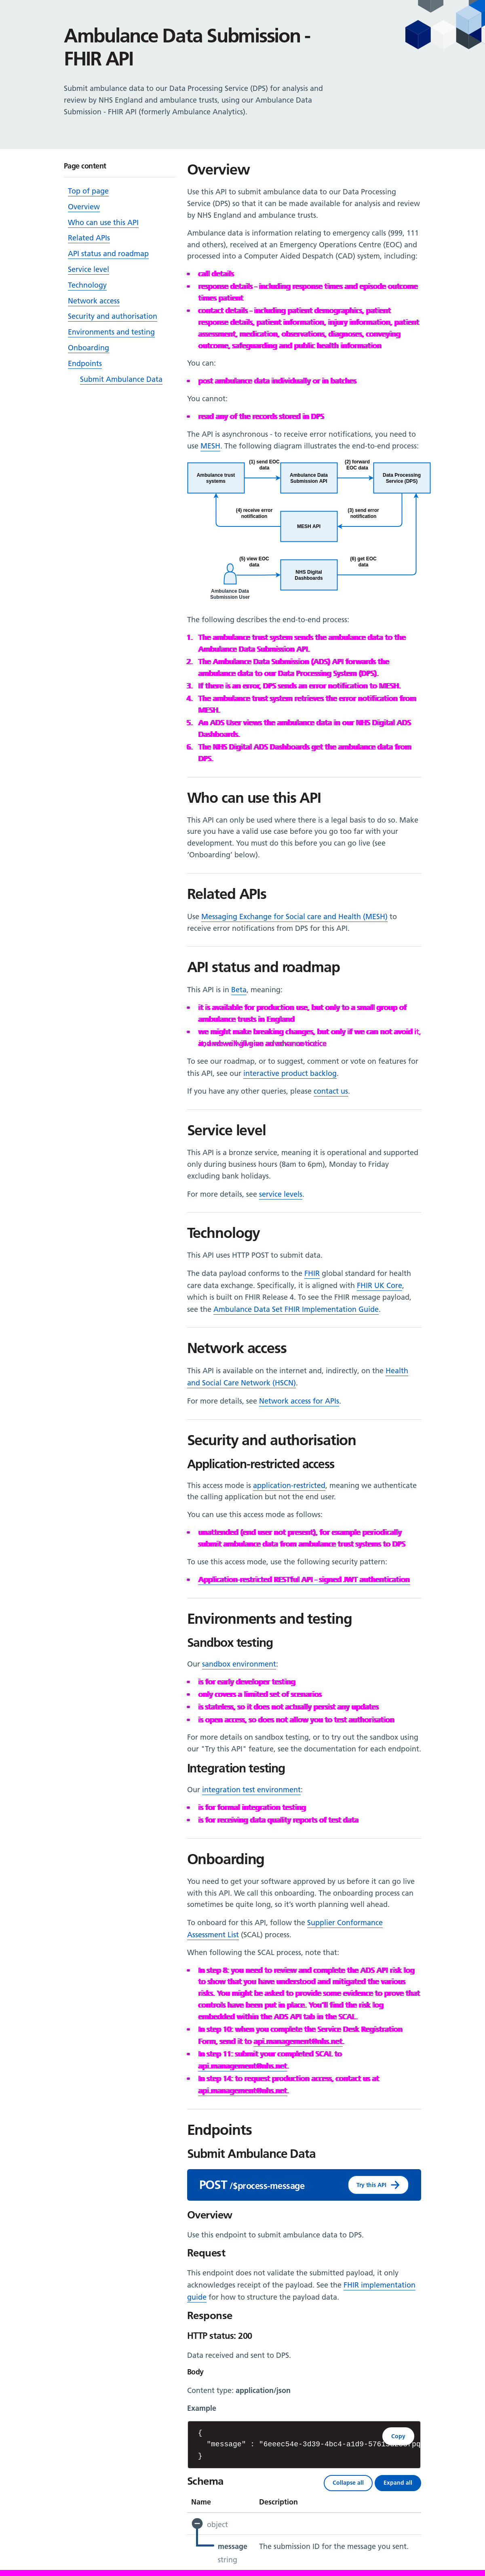 Ambulance Data Submission -
FHIR API
Submit ambulance data to our Data Processing Service (DPS) for analysis and
review by NHS England and ambulance trusts, using our Ambulance Data
Submission - FHIR API (formerly Ambulance Analytics).
Page content
Top of page
Overview
Who can use this API
Related APIs
API status and roadmap
Service level
Technology
Network access
Security and authorisation
Environments and testing
Onboarding
Endpoints
Submit Ambulance Data
Overview
Use this API to submit ambulance data to our Data Processing
Service (DPS) so that it can be made available for analysis and review
by NHS England and ambulance trusts.
Ambulance data is information relating to emergency calls (999, 111
and others), received at an Emergency Operations Centre (EOC) and
processed into a Computer Aided Despatch (CAD) system, including:
call details
response details - including response times and episode outcome
times patient
contact details - including patient demographics, patient
response details, patient information, injury information, patient
assessment, medication, observations, diagnoses, conveying
outcome, safeguarding and public health information
You can:
post ambulance data individually or in batches
You cannot:
read any of the records stored in DPS
The API is asynchronous - to receive error notifications, you need to
use MESH. The following diagram illustrates the end-to-end process:
Ambulance trust
systems
(1) send EOC
data
Ambulance Data
Submission API
(2) forward
EOC data
Data Processing
Service (DPS)
(4) receive error
notification
MESH API
(3) send error
notification
(5) view EOC
data
NHS Digital
Dashboards
(6) get EOC
data
Ambulance Data
Submission User
The following describes the end-to-end process:
1. The ambulance trust system sends the ambulance data to the
Ambulance Data Submission API.
2. The Ambulance Data Submission (ADS) API forwards the
ambulance data to our Data Processing System (DPS).
3. If there is an error, DPS sends an error notification to MESH.
4. The ambulance trust system retrieves the error notification from
MESH.
5. An ADS User views the ambulance data in our NHS Digital ADS
Dashboards.
6. The NHS Digital ADS Dashboards get the ambulance data from
DPS.
Who can use this API
This API can only be used where there is a legal basis to do so. Make
sure you have a valid use case before you go too far with your
development. You must do this before you can go live (see
'Onboarding' below).
Related APIs
Use Messaging Exchange for Social care and Health (MESH) to
receive error notifications from DPS for this API.
API status and roadmap
This API is in Beta, meaning:
it is available for production use, but only to a small group of
ambulance trusts in England
we might make breaking changes, but only if we can not avoid it,
To see our roadmap, or to suggest, comment or vote on features for
this API, see our interactive product backlog.
If you have any other queries, please contact us.
Service level
This API is a bronze service, meaning it is operational and supported
only during business hours (8am to 6pm), Monday to Friday
excluding bank holidays.
For more details, see service levels.
Technology
This API uses HTTP POST to submit data.
The data payload conforms to the FHIR global standard for health
care data exchange. Specifically, it is aligned with FHIR UK Core,
which is built on FHIR Release 4. To see the FHIR message payload,
see the Ambulance Data Set FHIR Implementation Guide.
Network access
This API is available on the internet and, indirectly, on the Health
and Social Care Network (HSCN).
For more details, see Network access for APIs.
Security and authorisation
Application-restricted access
This access mode is application-restricted, meaning we authenticate
the calling application but not the end user.
You can use this access mode as follows:
unattended (end user not present), for example periodically
submit ambulance data from ambulance trust systems to DPS
To use this access mode, use the following security pattern:
Application-restricted RESTful API - signed JWT authentication
Environments and testing
Sandbox testing
Our sandbox environment:
is for early developer testing
only covers a limited set of scenarios
is stateless, so it does not actually persist any updates
is open access, so does not allow you to test authorisation
For more details on sandbox testing, or to try out the sandbox using
our "Try this API" feature, see the documentation for each endpoint.
Integration testing
Our integration test environment:
is for formal integration testing
is for receiving data quality reports of test data
Onboarding
You need to get your software approved by us before it can go live
with this API. We call this onboarding. The onboarding process can
sometimes be quite long, so it's worth planning well ahead.
To onboard for this API, follow the Supplier Conformance
Assessment List (SCAL) process.
When following the SCAL process, note that:
In step 8: you need to review and complete the ADS API risk log
to show that you have understood and mitigated the various
risks. You might be asked to provide some evidence to prove that
controls have been put in place. You'll find the risk log
embedded within the ADS API tab in the SCAL.
In step 10: when you complete the Service Desk Registration
Form, send it to api.management@nhs.net.
In step 11: submit your completed SCAL to
api.management@nhs.net.
In step 14: to request production access, contact us at
api.management@nhs.net.
Endpoints
Submit Ambulance Data
POST /$process-message
Try this API
Overview
Use this endpoint to submit ambulance data to DPS.
Request
This endpoint does not validate the submitted payload, it only
acknowledges receipt of the payload. See the FHIR implementation
guide for how to structure the payload data.
Response
HTTP status: 200
Data received and sent to DPS.
Body
Content type: application/json
Example
{
Copy
"message" : "6eeec54e-3d39-4bc4-a1d9-5761
}
Schema
Collapse all
Expand all
Name Description
object
message The submission ID for the message you sent.
string